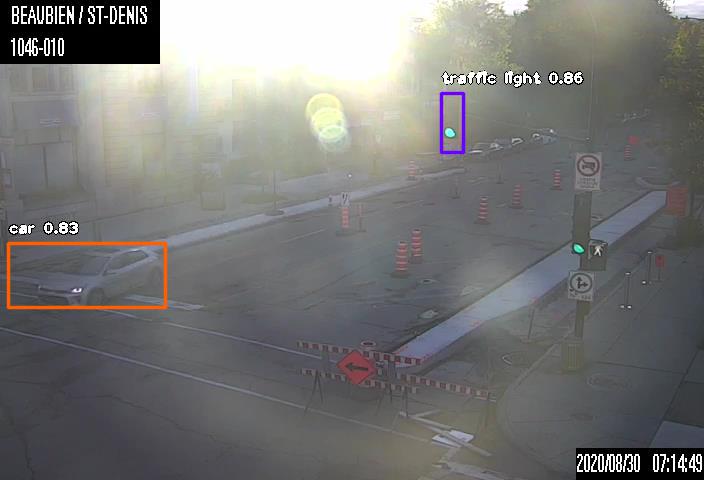 BEAUBIEN / ST-DENIS
1046-010
traffic light 0.86
car 0.83
2020/08/30 07:14:49